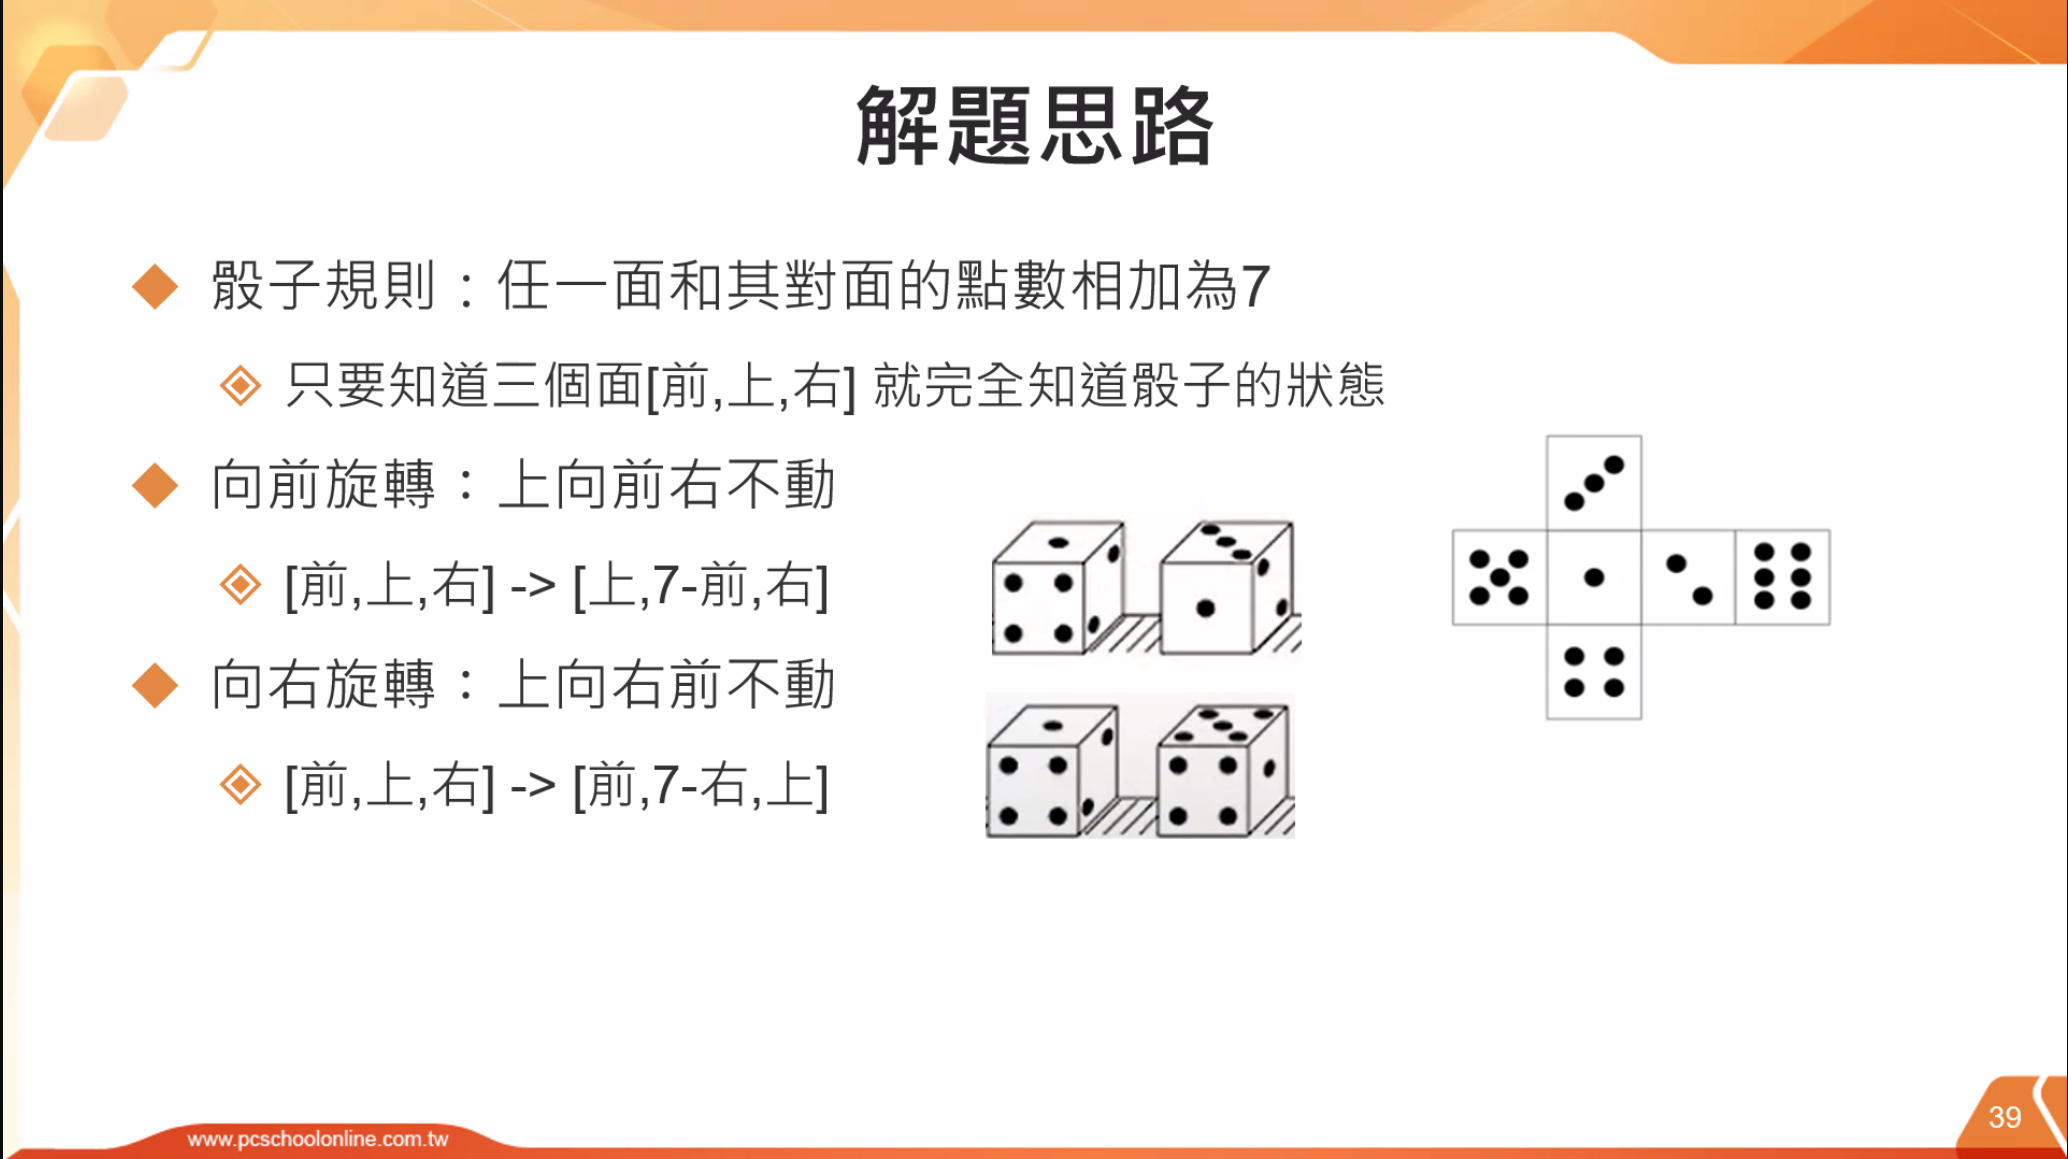 解題思路
骰子規則：任一面和其對面的點數相加為7
只要知道三個面[前,上,右] 就完全知道骰子的狀態
向前旋轉：上向前右不動
[前,上,右] -> [上,7-前,右]
向右旋轉：上向右前不動
[前,上,右] -> [前,7-右,上]
www.pcschoolonline.com.tw
39